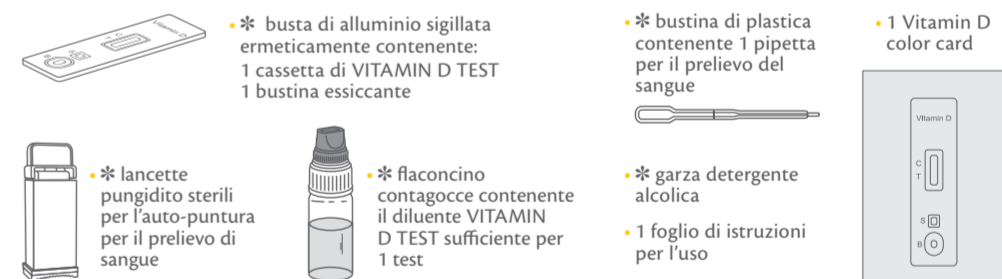 Vitamin D
C
T
S
B
• ✻ busta di alluminio sigillata
ermeticamente contenente:
1 cassetta di VITAMIN D TEST
1 bustina essiccante
• ✻ bustina di plastica
contenente 1 pipetta
per il prelievo del
sangue
• 1 Vitamin D
color card
Vitamin D
C
T
S
B
• ✻ lancette
pungidito sterili
per l'auto-puntura
per il prelievo di
sangue
• ✻ flaconcino
contagocce contenente
il diluente VITAMIN
D TEST sufficiente per
1 test
• ✻ garza detergente
alcolica
• 1 foglio di istruzioni
per l'uso